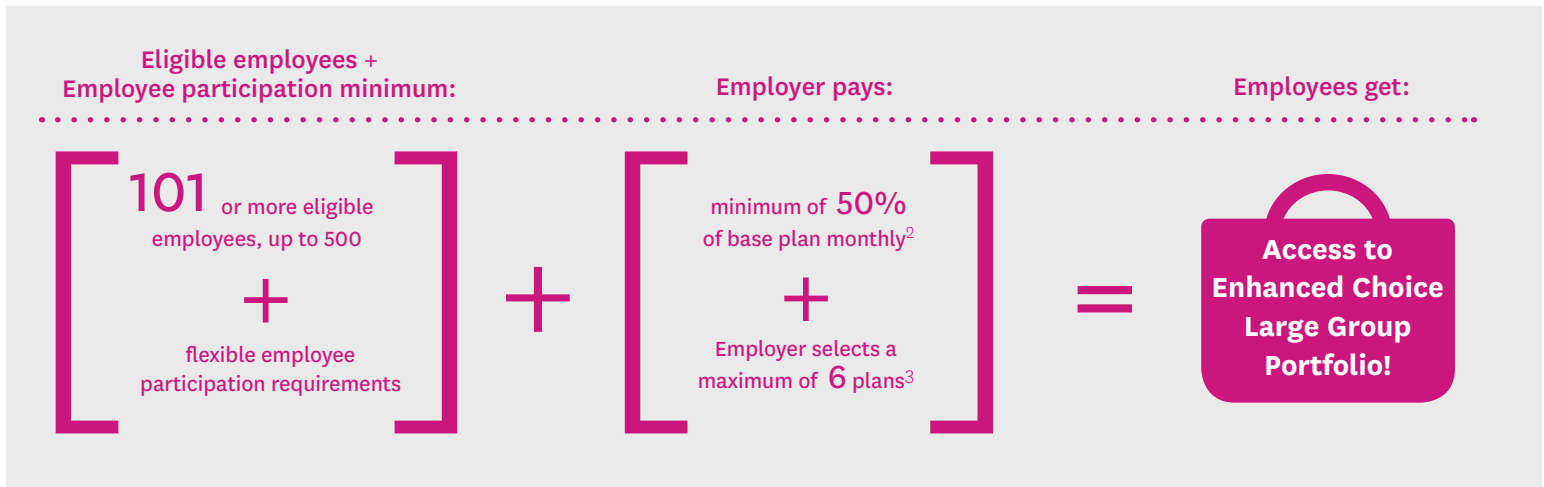 Eligible employees +
Employee participation minimum:
101 or more eligible
employees, up to 500
+
flexible employee
participation requirements
+
Employer pays:
minimum of 50%
of base plan monthly2
+
Employer selects a
maximum of 6 plans3
=
Employees get:
Access to
Enhanced Choice
Large Group
Portfolio!